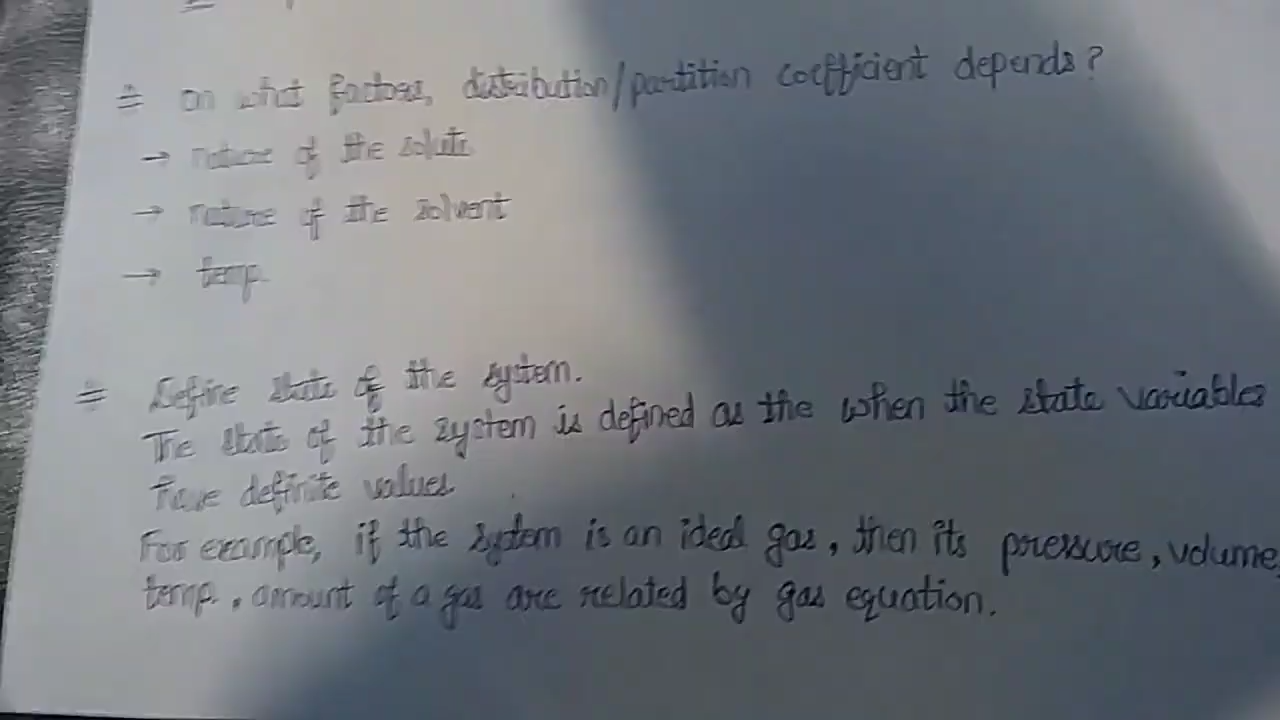 = on what factors, distribution/partition coefficient depends?
→ nature of the solute
→ nature of the solvent
→ temp.
= Define state of the system.
The state of the system is defined as the when the state variables
have definite values
For example, if the system is an ideal gas, then its pressure, volume,
temp., amount of a gas are related by gas equation.